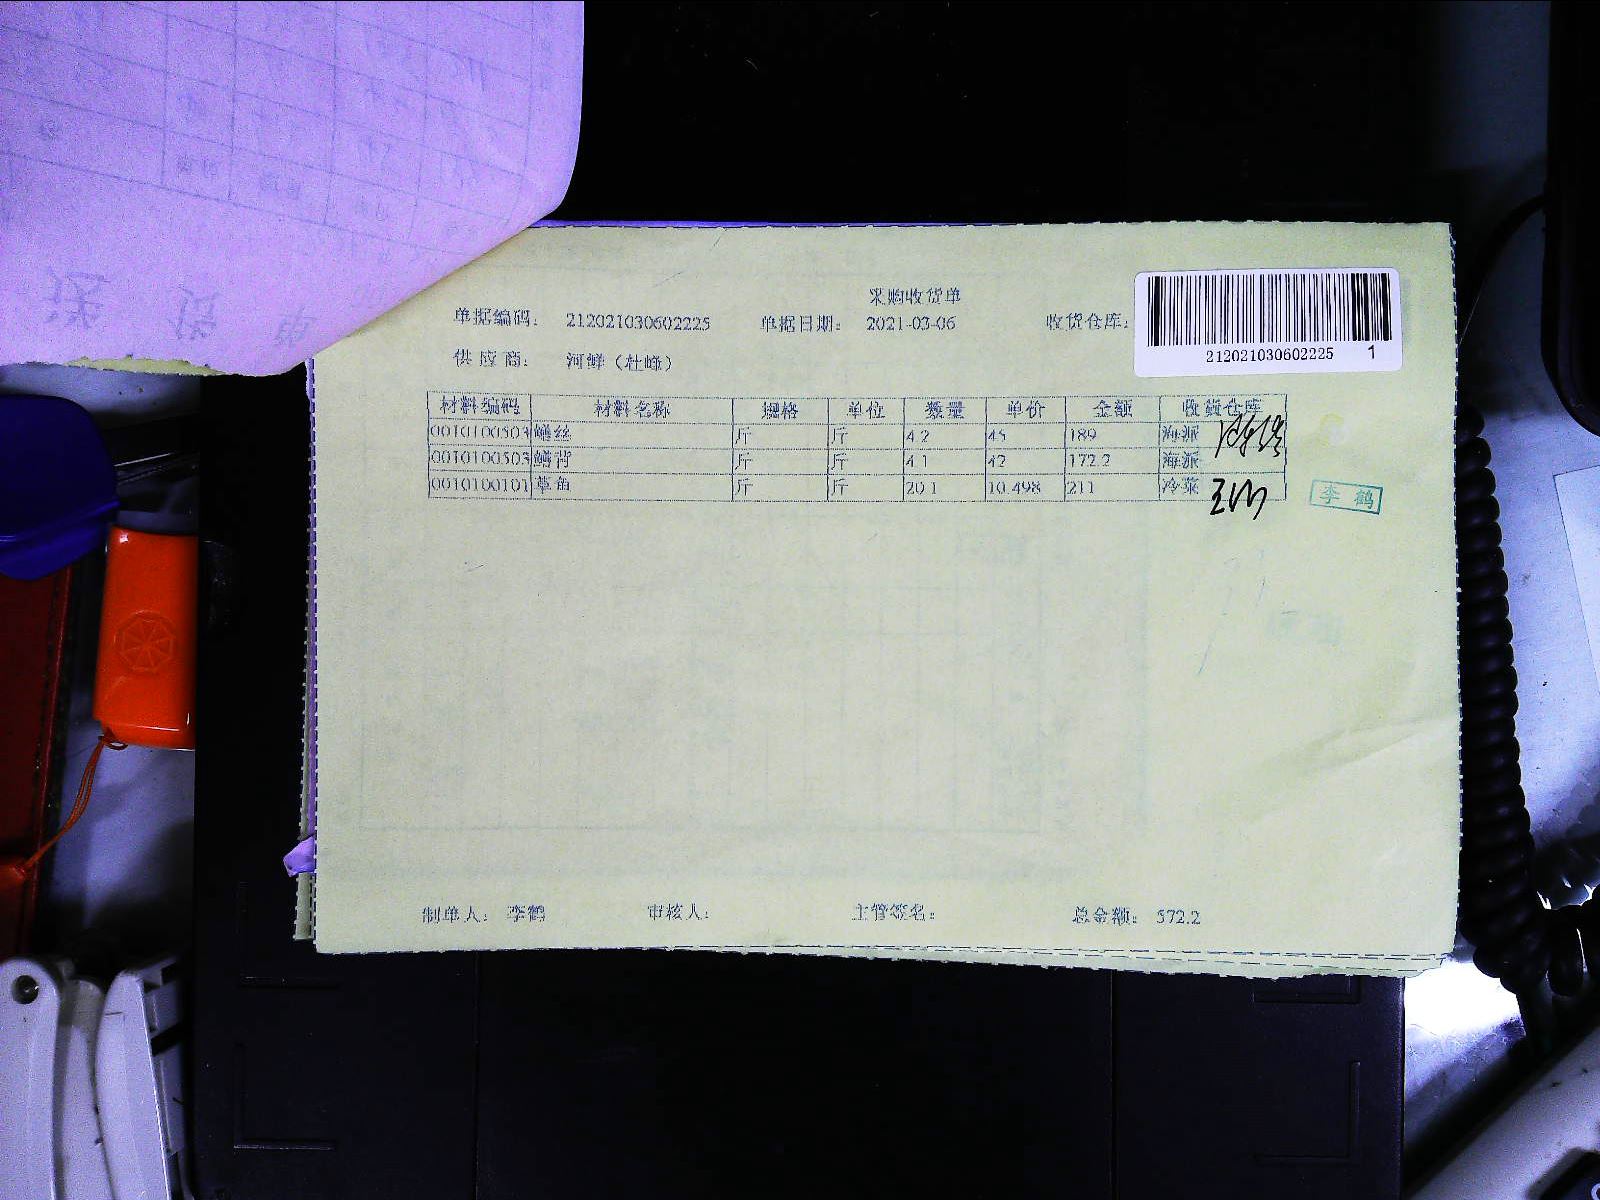 采购收货单
单据编码： 212021030602225 单据日期： 2021-03-06 收货仓库：
212021030602225 1
供应商： 河鲜（杜峰）
材料编码 材料名称 规格 单位 数量 单价 金额 收货仓库
0010100503 鳝丝 斤 斤 4.2 45 189 海派
0010100503 鳝背 斤 斤 4.1 42 172.2 海派
0010100101 草鱼 斤 斤 20.1 10.498 211 冷菜
李鹤
制单人： 李鹤 审核人： 主管签名： 总金额： 572.2